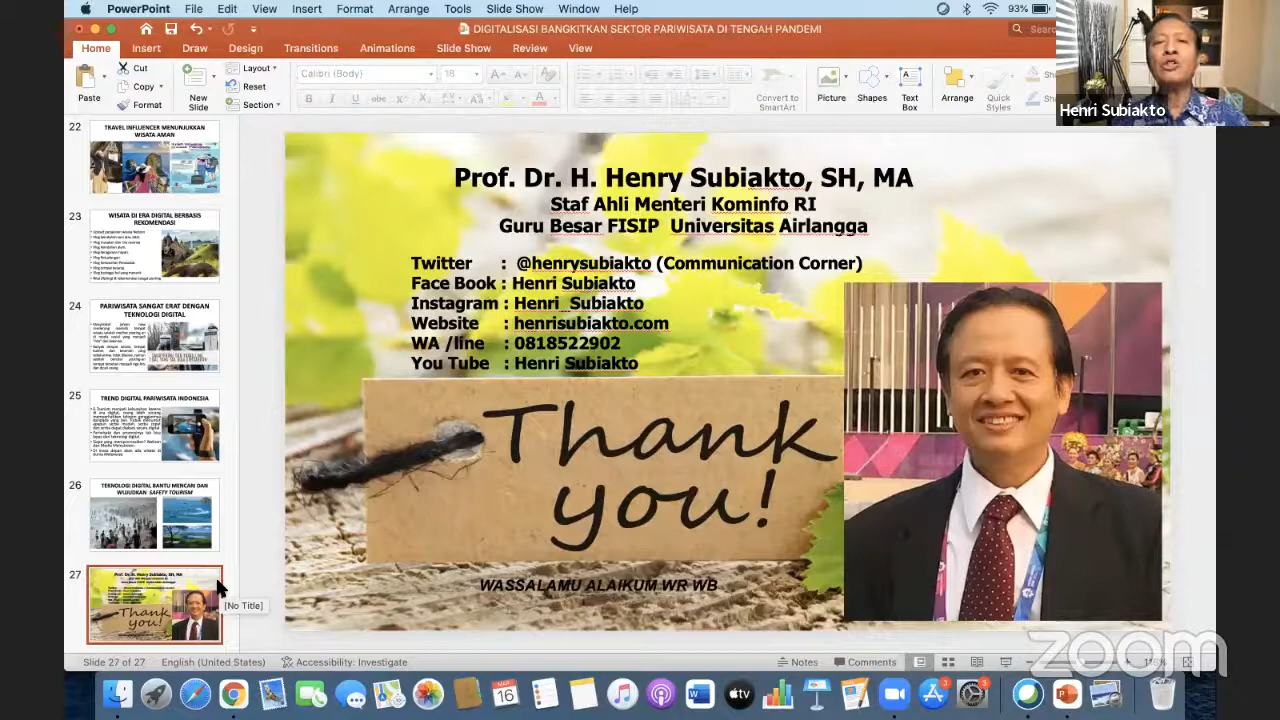 PowerPoint File Edit View Insert Format Arrange Tools Slide Show Window Help 93%
DIGITALISASI BANGKITKAN SEKTOR PARIWISATA DI TENGAH PANDEMI
Home Insert Draw Design Transitions Animations Slide Show Review View
Paste
Cut
Copy
Format
New
Slide
Layout
Reset
Section
Calibri (Body) 18
Convert to
SmartArt
Picture
Shapes
Text
Box
Arrange
Quick
Styles
Henri Subiakto
22
TRAVEL INFLUENCER MENUNJUKKAN
WISATA AMAN
23
WISATA DI ERA DIGITAL BERBASIS
REKOMENDASI
24
PARIWISATA SANGAT ERAT DENGAN
TEKNOLOGI DIGITAL
25
TREND DIGITAL PARIWISATA INDONESIA
26
TEKNOLOGI DIGITAL BANTU MENCARI DAN
WUJUDKAN SAFETY TOURISM
27
Thank
you!
[No Title]
Prof. Dr. H. Henry Subiakto, SH, MA
Staf Ahli Menteri Kominfo RI
Guru Besar FISIP Universitas Airlangga
Twitter : @henrysubiakto (Communication Corner)
Face Book : Henri Subiakto
Instagram : Henri_Subiakto
Website : henrisubiakto.com
WA /line : 0818522902
You Tube : Henri Subiakto
Thank
you!
WASSALAMU ALAIKUM WR WB
Slide 27 of 27 English (United States) Accessibility: Investigate Notes Comments
zoom